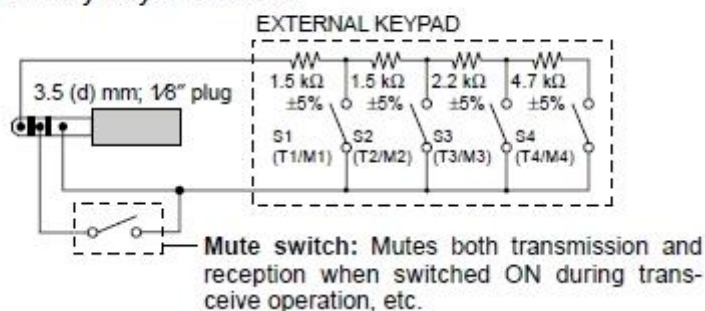 EXTERNAL KEYPAD
1.5 kΩ 1.5 kΩ 2.2 kΩ 4.7 kΩ
±5% ±5% ±5% ±5%
3.5 (d) mm; 1⁄8″ plug
S1 S2 S3 S4
(T1/M1) (T2/M2) (T3/M3) (T4/M4)
Mute switch: Mutes both transmission and
reception when switched ON during trans-
ceive operation, etc.